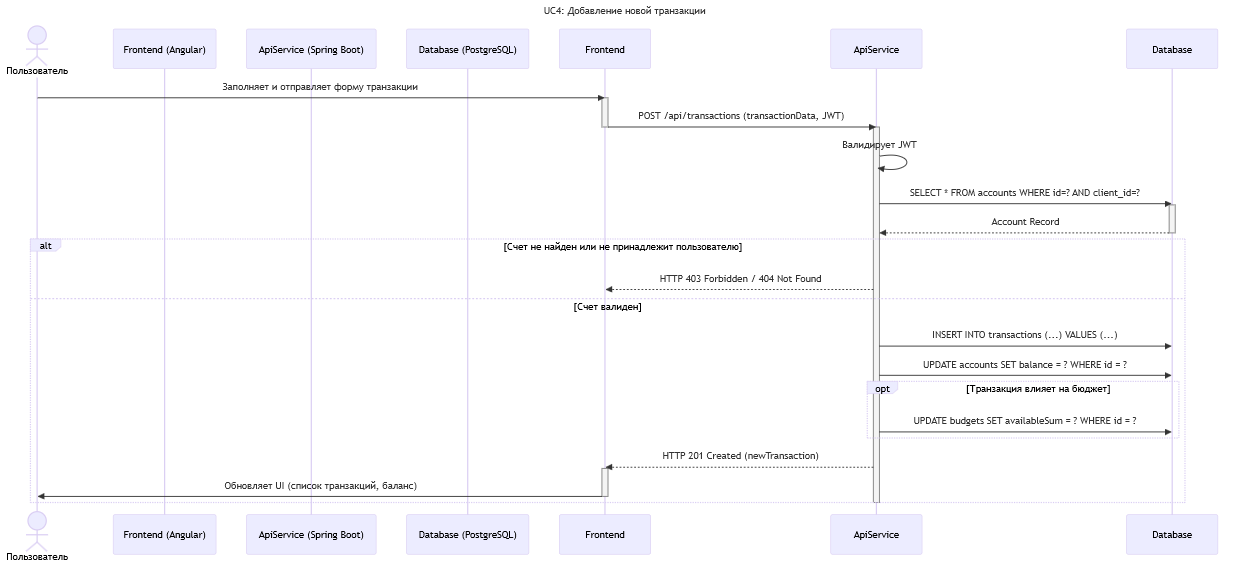 UC4: Добавление новой транзакции
Пользователь
Frontend (Angular)
ApiService (Spring Boot)
Database (PostgreSQL)
Frontend
ApiService
Database
Заполняет и отправляет форму транзакции
POST /api/transactions (transactionData, JWT)
Валидирует JWT
SELECT * FROM accounts WHERE id=? AND client_id=?
Account Record
alt
[Счет не найден или не принадлежит пользователю]
HTTP 403 Forbidden / 404 Not Found
[Счет валиден]
INSERT INTO transactions (...) VALUES (...)
UPDATE accounts SET balance = ? WHERE id = ?
opt
[Транзакция влияет на бюджет]
UPDATE budgets SET availableSum = ? WHERE id = ?
HTTP 201 Created (newTransaction)
Обновляет UI (список транзакций, баланс)
Пользователь
Frontend (Angular)
ApiService (Spring Boot)
Database (PostgreSQL)
Frontend
ApiService
Database